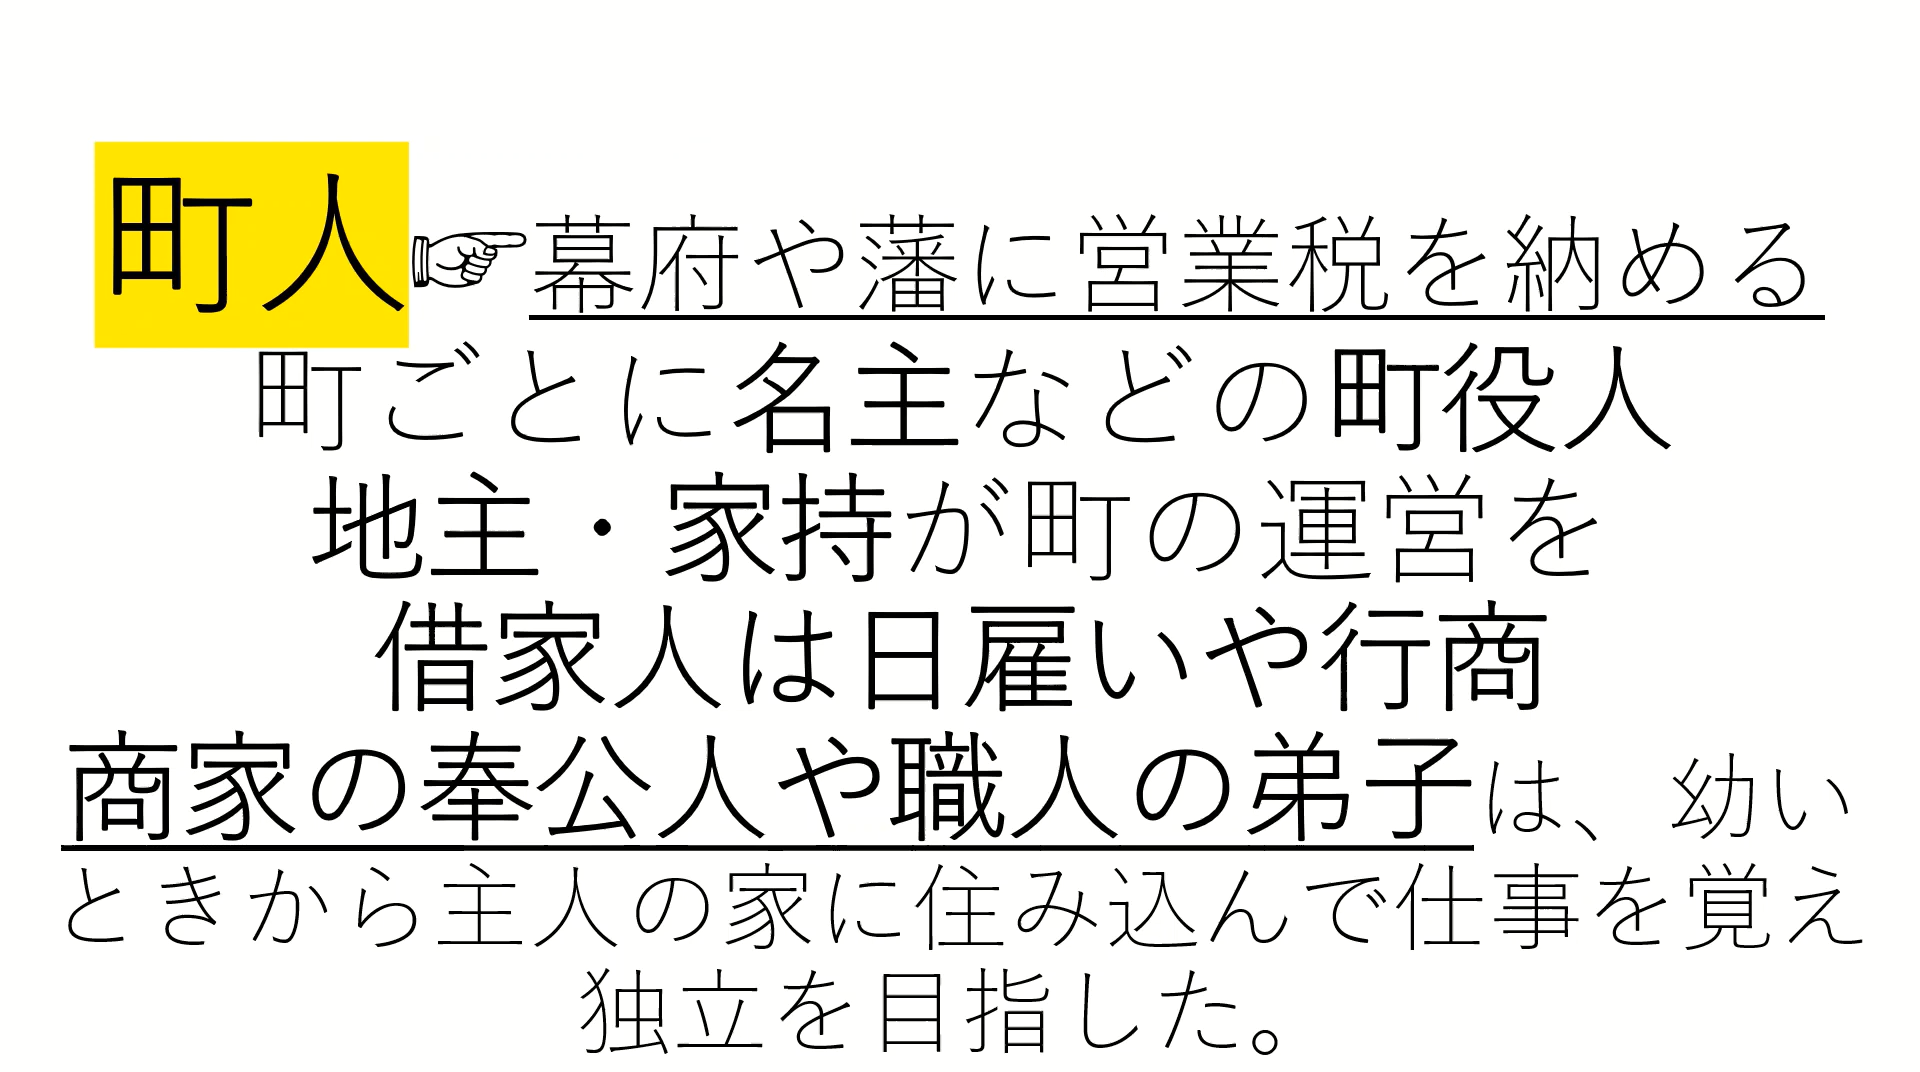 町人☞幕府や藩に営業税を納める
町ごとに名主などの町役人
地主・家持が町の運営を
借家人は日雇いや行商
商家の奉公人や職人の弟子は、幼い
ときから主人の家に住み込んで仕事を覚え
独立を目指した。